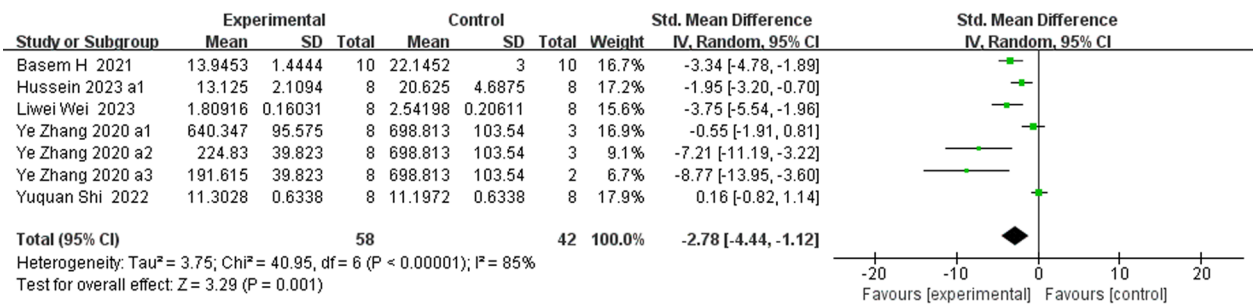 Experimental Control Std. Mean Difference Std. Mean Difference
Study or Subgroup Mean SD Total Mean SD Total Weight IV, Random, 95% CI IV, Random, 95% CI
Basem H 2021 13.9453 1.4444 10 22.1452 3 10 16.7% -3.34 [-4.78, -1.89]
Hussein 2023 a1 13.125 2.1094 8 20.625 4.6875 8 17.2% -1.95 [-3.20, -0.70]
Liwei Wei 2023 1.80916 0.16031 8 2.54198 0.20611 8 15.6% -3.75 [-5.54, -1.96]
Ye Zhang 2020 a1 640.347 95.575 8 698.813 103.54 3 16.9% -0.55 [-1.91, 0.81]
Ye Zhang 2020 a2 224.83 39.823 8 698.813 103.54 3 9.1% -7.21 [-11.19, -3.22]
Ye Zhang 2020 a3 191.615 39.823 8 698.813 103.54 2 6.7% -8.77 [-13.95, -3.60]
Yuquan Shi 2022 11.3028 0.6338 8 11.1972 0.6338 8 17.9% 0.16 [-0.82, 1.14]
Total (95% CI) 58 42 100.0% -2.78 [-4.44, -1.12]
Heterogeneity: Tau² = 3.75; Chi² = 40.95, df = 6 (P < 0.00001); I² = 85%
Test for overall effect: Z = 3.29 (P = 0.001)
-20 -10 0 10 20
Favours [experimental] Favours [control]